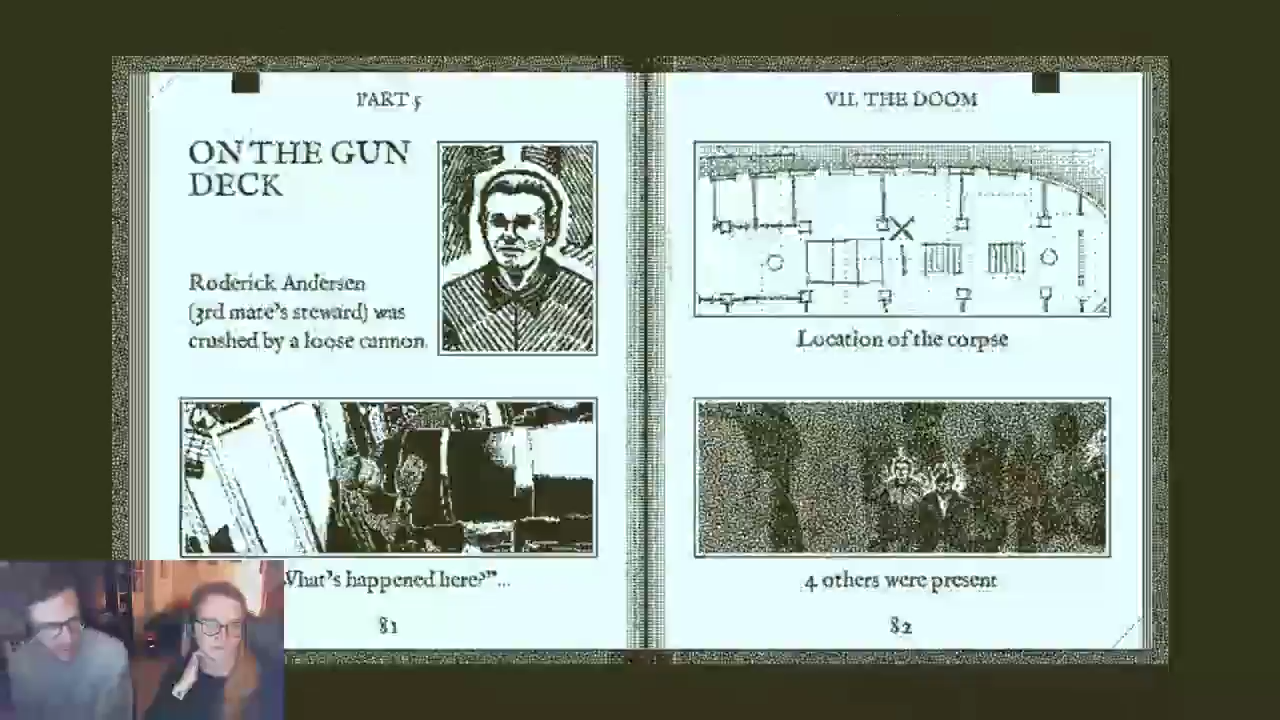 PART 5
ON THE GUN
DECK
Roderick Andersen
(3rd mate's steward) was
crushed by a loose cannon.
What's happened here?"...
81
VII. THE DOOM
Location of the corpse
4 others were present
82